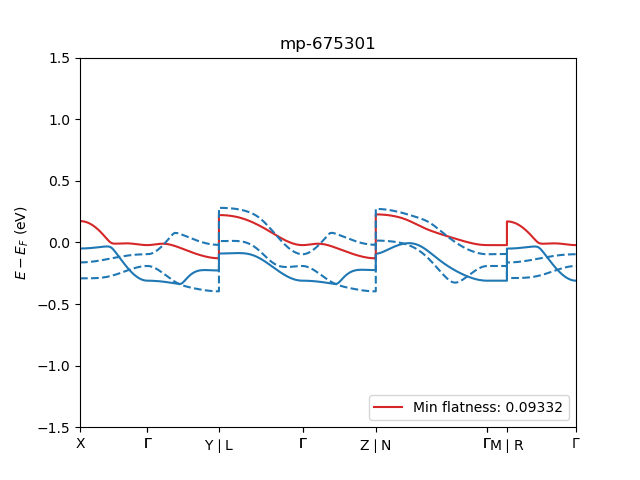 mp-675301
1.5
1.0
0.5
0.0
−0.5
−1.0
−1.5
E − E_F (eV)
Min flatness: 0.09332
X Γ Y | L Γ Z | N Γ M | R Γ